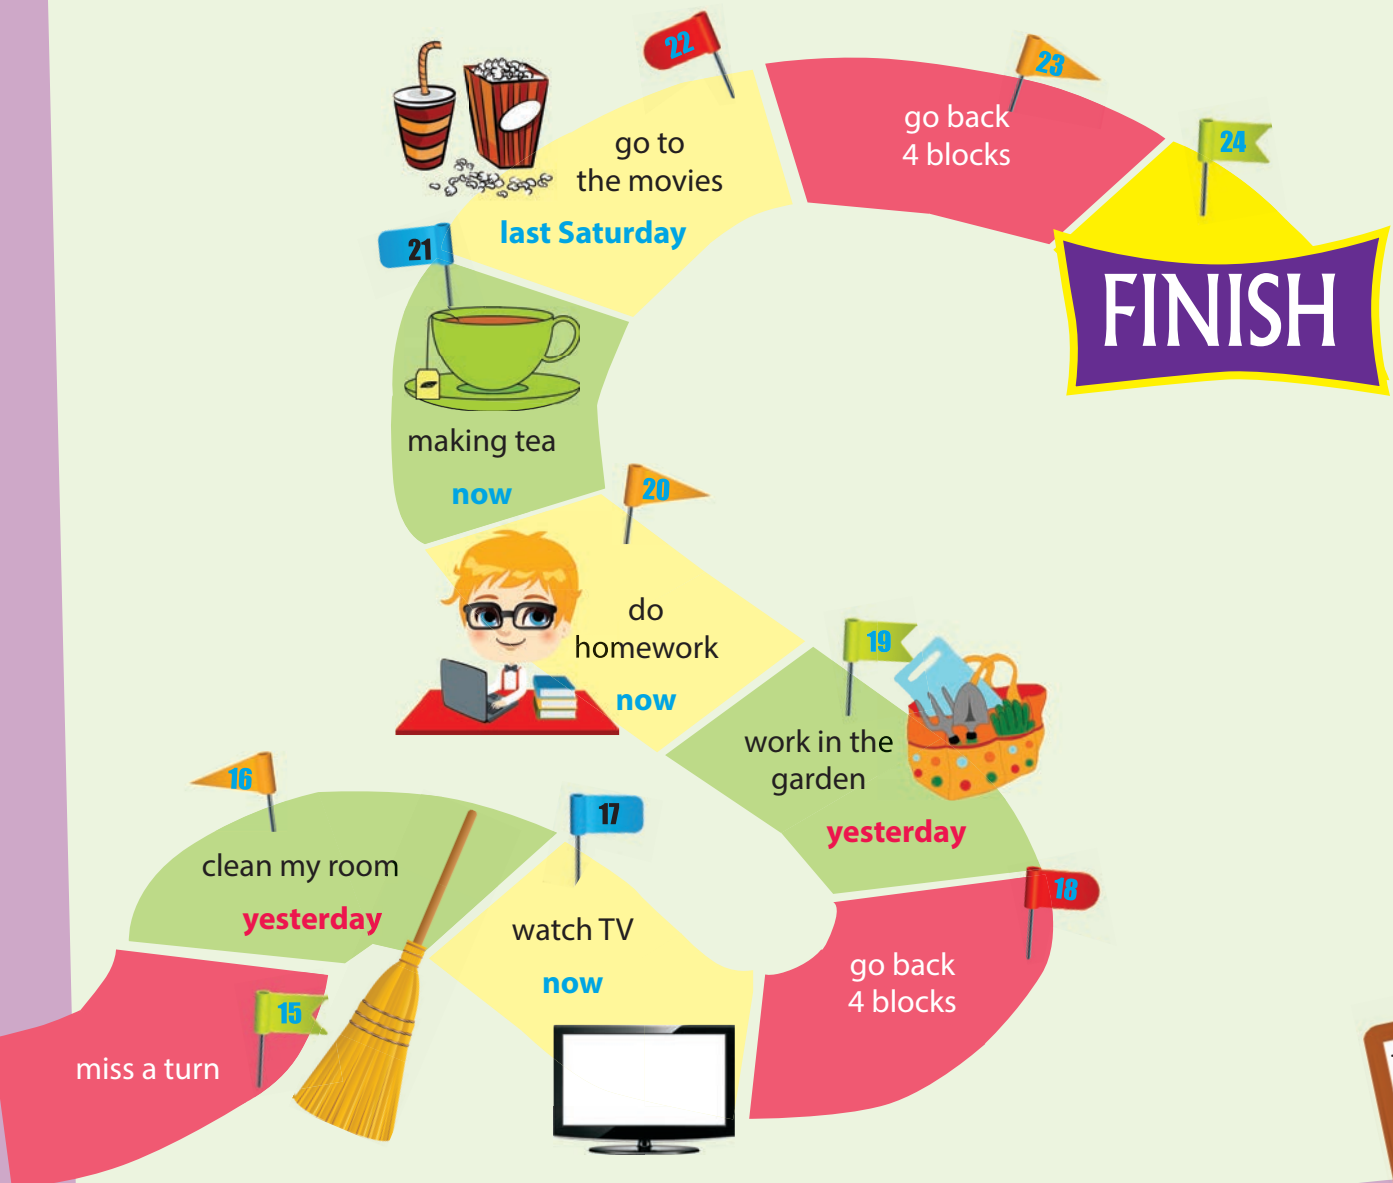 22
go to
the movies
last Saturday
23
go back
4 blocks
24
FINISH
21
making tea
now
20
do
homework
now
19
work in the
garden
yesterday
16
clean my room
yesterday
17
watch TV
now
18
go back
4 blocks
15
miss a turn